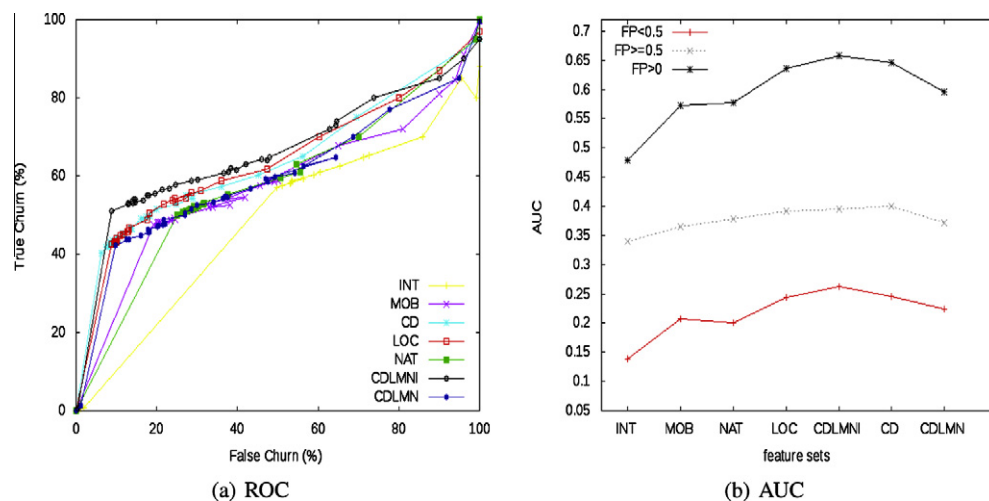 100
80
60
40
20
0
True Churn (%)
INT
MOB
CD
LOC
NAT
CDLMNI
CDLMN
0 20 40 60 80 100
False Churn (%)
(a) ROC
FP<0.5
FP>=0.5
FP>0
0.67
0.65
0.6
0.55
0.5
0.45
0.4
0.35
0.3
0.25
0.2
0.15
0.1
0.05
AUC
INT MOB NAT LOC CDLMNI CD CDLMN
feature sets
(b) AUC